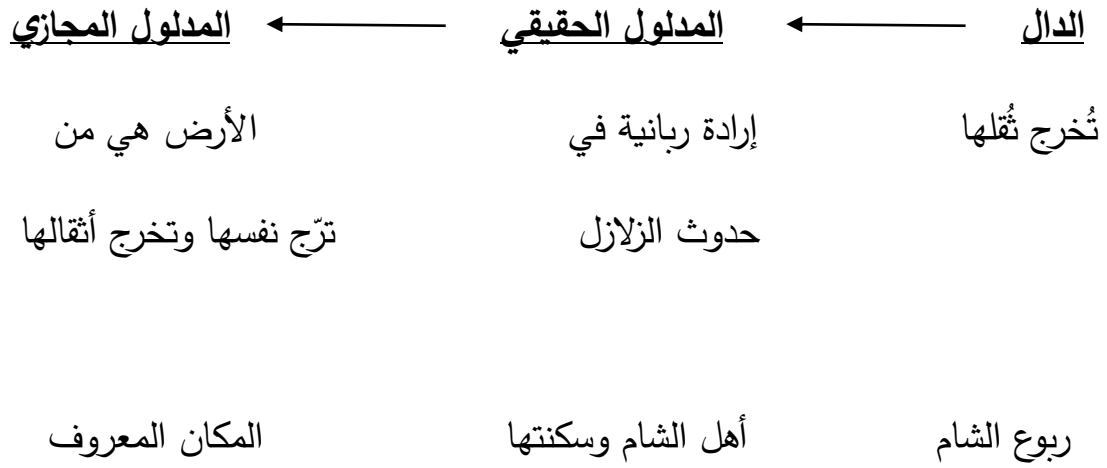 الدال المدلول الحقيقي المدلول المجازي
تُخرج ثُقلها إرادة ربانية في الأرض هي من
حدوث الزلازل ترّج نفسها وتخرج أثقالها
ربوع الشام أهل الشام وسكنتها المكان المعروف